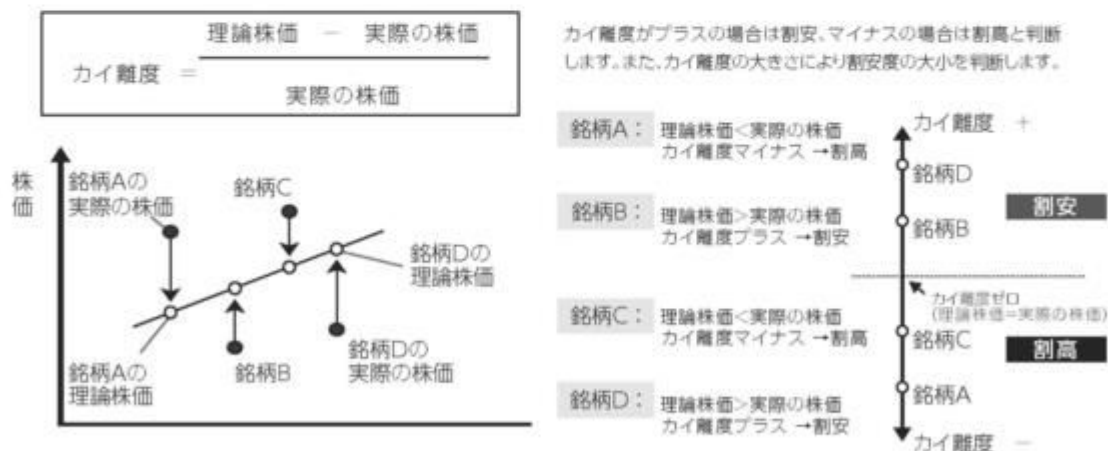 カイ離度 = 理論株価 － 実際の株価
実際の株価
株価
銘柄Aの
実際の株価
銘柄C
銘柄Dの
理論株価
銘柄Aの
理論株価
銘柄B
銘柄Dの
実際の株価
カイ離度がプラスの場合は割安、マイナスの場合は割高と判断
します。また、カイ離度の大きさにより割安度の大小を判断します。
銘柄A： 理論株価＜実際の株価
カイ離度マイナス →割高
銘柄B： 理論株価＞実際の株価
カイ離度プラス →割安
銘柄C： 理論株価＜実際の株価
カイ離度マイナス →割高
銘柄D： 理論株価＞実際の株価
カイ離度プラス →割安
カイ離度 ＋
銘柄D
割安
銘柄B
カイ離度ゼロ
(理論株価=実際の株価)
銘柄C
割高
銘柄A
カイ離度 －